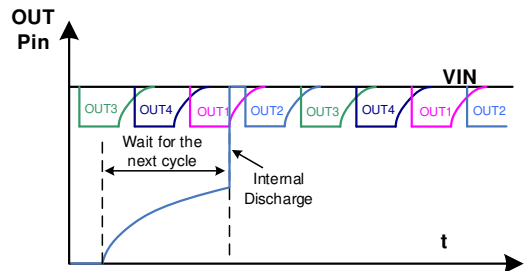 OUT
Pin
VIN
OUT3 OUT4 OUT1 OUT2 OUT3 OUT4 OUT1 OUT2
Wait for the
next cycle
Internal
Discharge
t